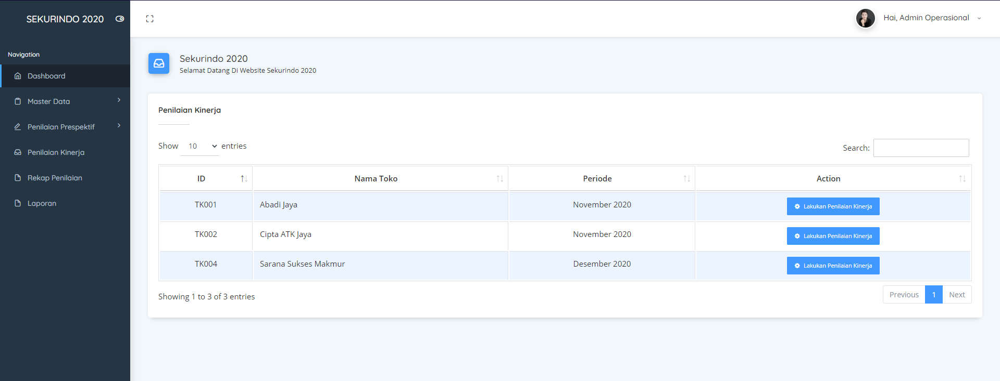 SEKURINDO 2020
Hai, Admin Operasional
Navigation
Dashboard
Master Data
Penilaian Prespektif
Penilaian Kinerja
Rekap Penilaian
Laporan
Sekurindo 2020
Selamat Datang Di Website Sekurindo 2020
Penilaian Kinerja
Show 10 entries
Search:
ID Nama Toko Periode Action
TK001 Abadi Jaya November 2020 Lakukan Penilaian Kinerja
TK002 Cipta ATK Jaya November 2020 Lakukan Penilaian Kinerja
TK004 Sarana Sukses Makmur Desember 2020 Lakukan Penilaian Kinerja
Showing 1 to 3 of 3 entries
Previous 1 Next